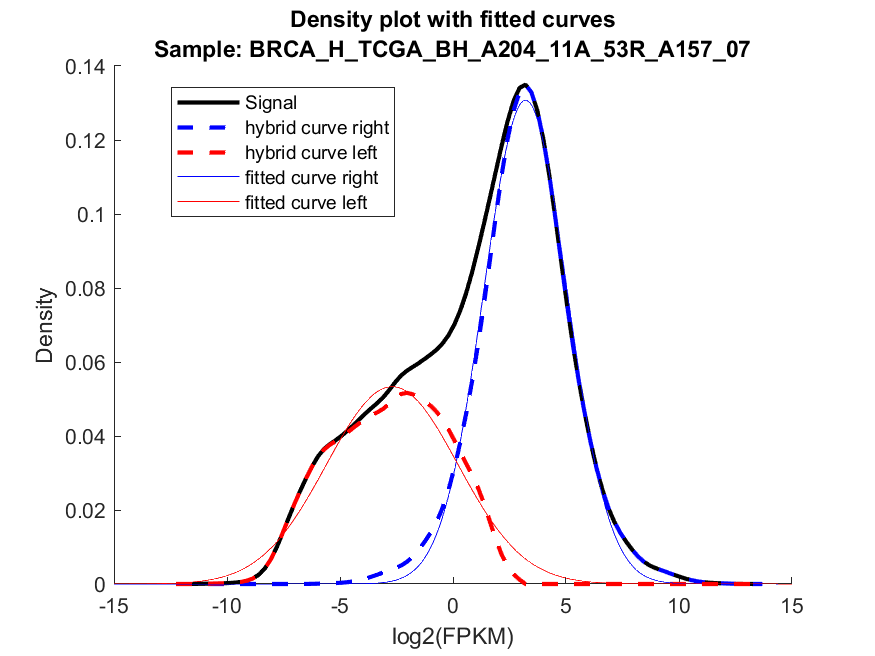 Density plot with fitted curves
Sample: BRCA_H_TCGA_BH_A204_11A_53R_A157_07
Signal
hybrid curve right
hybrid curve left
fitted curve right
fitted curve left
Density
0.14
0.12
0.1
0.08
0.06
0.04
0.02
0
-15
-10
-5
0
5
10
15
log2(FPKM)